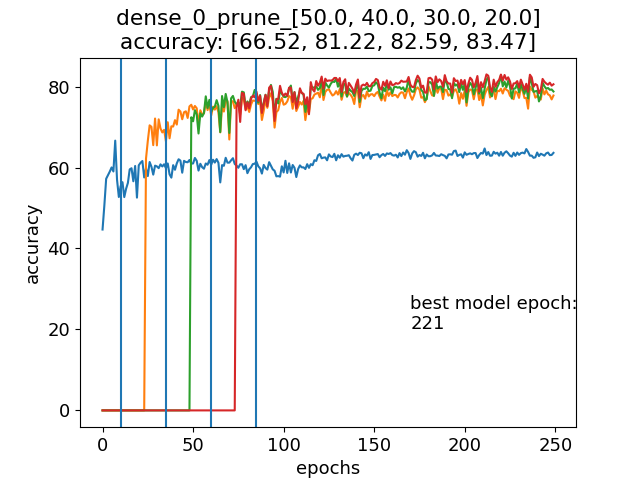 dense_0_prune_[50.0, 40.0, 30.0, 20.0]
accuracy: [66.52, 81.22, 82.59, 83.47]
80
60
40
20
0
accuracy
best model epoch:
221
0
50
100
150
200
250
epochs